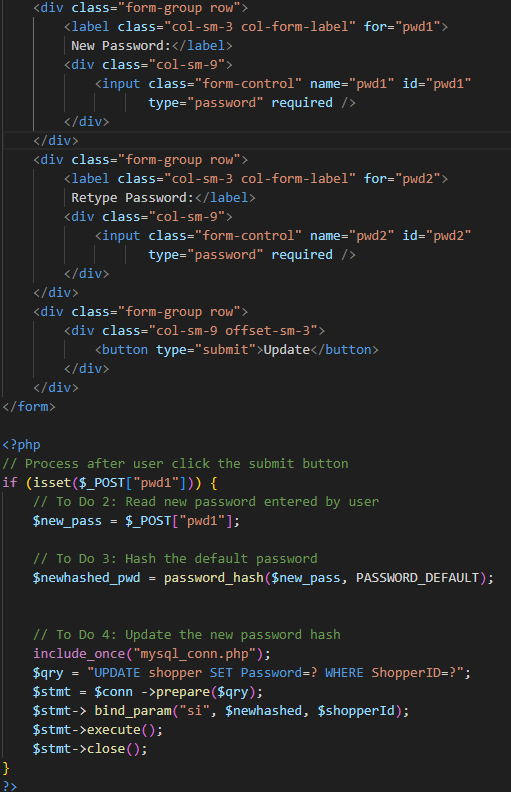 <div class="form-group row">
<label class="col-sm-3 col-form-label" for="pwd1">
New Password:</label>
<div class="col-sm-9">
<input class="form-control" name="pwd1" id="pwd1"
type="password" required />
</div>
</div>
<div class="form-group row">
<label class="col-sm-3 col-form-label" for="pwd2">
Retype Password:</label>
<div class="col-sm-9">
<input class="form-control" name="pwd2" id="pwd2"
type="password" required />
</div>
</div>
<div class="form-group row">
<div class="col-sm-9 offset-sm-3">
<button type="submit">Update</button>
</div>
</div>
</form>
<?php
// Process after user click the submit button
if (isset($_POST["pwd1"])) {
// To Do 2: Read new password entered by user
$new_pass = $_POST["pwd1"];
// To Do 3: Hash the default password
$newhashed_pwd = password_hash($new_pass, PASSWORD_DEFAULT);
// To Do 4: Update the new password hash
include_once("mysql_conn.php");
$qry = "UPDATE shopper SET Password=? WHERE ShopperID=?";
$stmt = $conn ->prepare($qry);
$stmt-> bind_param("si", $newhashed, $shopperId);
$stmt->execute();
$stmt->close();
}
?>